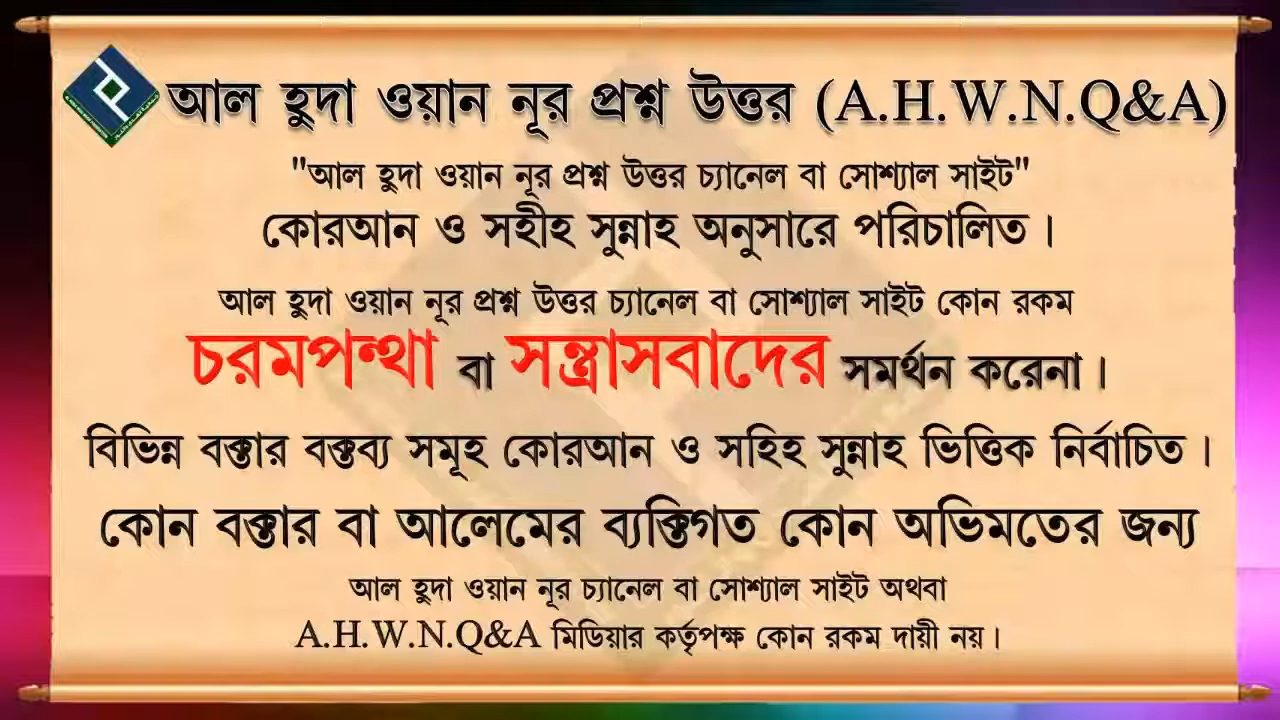 আল হুদা ওয়ান নূর প্রশ্ন উত্তর (A.H.W.N.Q&A)
"আল হুদা ওয়ান নূর প্রশ্ন উত্তর চ্যানেল বা সোশ্যাল সাইট"
কোরআন ও সহীহ সুন্নাহ অনুসারে পরিচালিত।
আল হুদা ওয়ান নূর প্রশ্ন উত্তর চ্যানেল বা সোশ্যাল সাইট কোন রকম
চরমপন্থা বা সন্ত্রাসবাদের সমর্থন করেনা।
বিভিন্ন বক্তার বক্তব্য সমূহ কোরআন ও সহিহ সুন্নাহ ভিত্তিক নির্বাচিত।
কোন বক্তার বা আলেমের ব্যক্তিগত কোন অভিমতের জন্য
আল হুদা ওয়ান নূর চ্যানেল বা সোশ্যাল সাইট অথবা
A.H.W.N.Q&A মিডিয়ার কর্তৃপক্ষ কোন রকম দায়ী নয়।